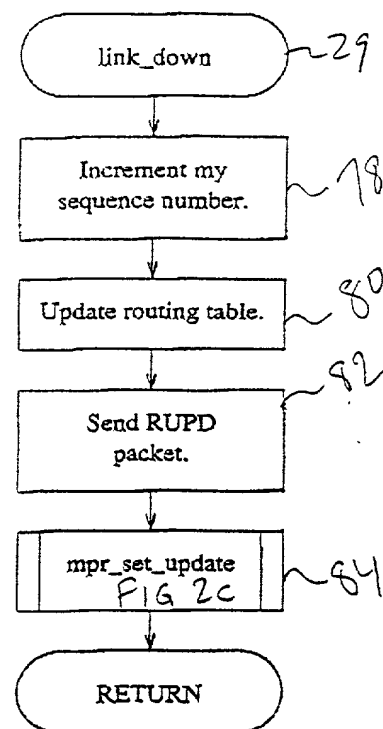 link_down 29
Increment my
sequence number. 78
Update routing table. 80
82
Send RUPD
packet.
mpr_set_update
FIG 2C 84
RETURN